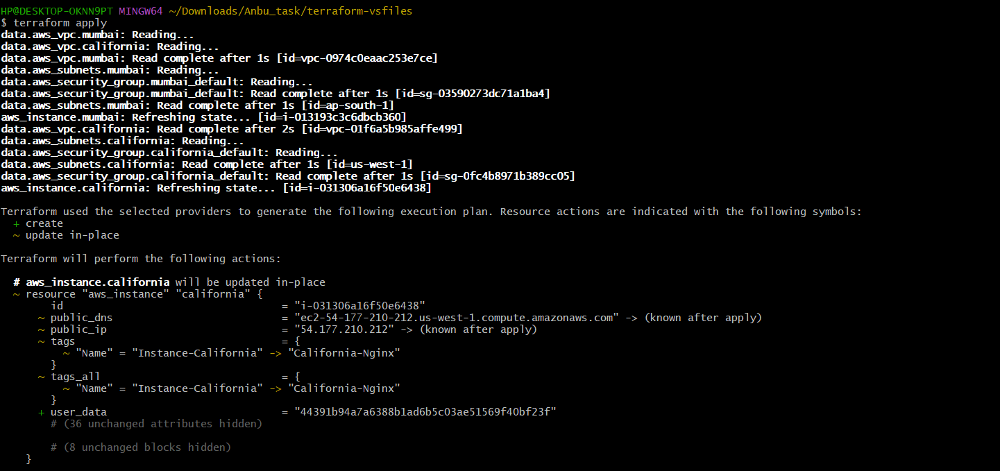 HP@DESKTOP-OKNN9PT MINGW64 ~/Downloads/Anbu_task/terraform-vsfiles
$ terraform apply
data.aws_vpc.mumbai: Reading...
data.aws_vpc.california: Reading...
data.aws_vpc.mumbai: Read complete after 1s [id=vpc-0974c0eaac253e7ce]
data.aws_subnets.mumbai: Reading...
data.aws_security_group.mumbai_default: Reading...
data.aws_security_group.mumbai_default: Read complete after 1s [id=sg-03590273dc71a1ba4]
data.aws_subnets.mumbai: Read complete after 1s [id=ap-south-1]
aws_instance.mumbai: Refreshing state... [id=i-013193c3c6dbcb360]
data.aws_vpc.california: Read complete after 2s [id=vpc-01f6a5b985affe499]
data.aws_subnets.california: Reading...
data.aws_security_group.california_default: Reading...
data.aws_subnets.california: Read complete after 1s [id=us-west-1]
data.aws_security_group.california_default: Read complete after 1s [id=sg-0fc4b8971b389cc05]
aws_instance.california: Refreshing state... [id=i-031306a16f50e6438]

Terraform used the selected providers to generate the following execution plan. Resource actions are indicated with the following symbols:
  + create
  ~ update in-place

Terraform will perform the following actions:

  # aws_instance.california will be updated in-place
  ~ resource "aws_instance" "california" {
        id                                   = "i-031306a16f50e6438"
      ~ public_dns                           = "ec2-54-177-210-212.us-west-1.compute.amazonaws.com" -> (known after apply)
      ~ public_ip                            = "54.177.210.212" -> (known after apply)
      ~ tags                                 = {
          ~ "Name" = "Instance-California" -> "California-Nginx"
        }
      ~ tags_all                             = {
          ~ "Name" = "Instance-California" -> "California-Nginx"
        }
      + user_data                            = "44391b94a7a6388b1ad6b5c03ae51569f40bf23f"
        # (36 unchanged attributes hidden)

        # (8 unchanged blocks hidden)
    }